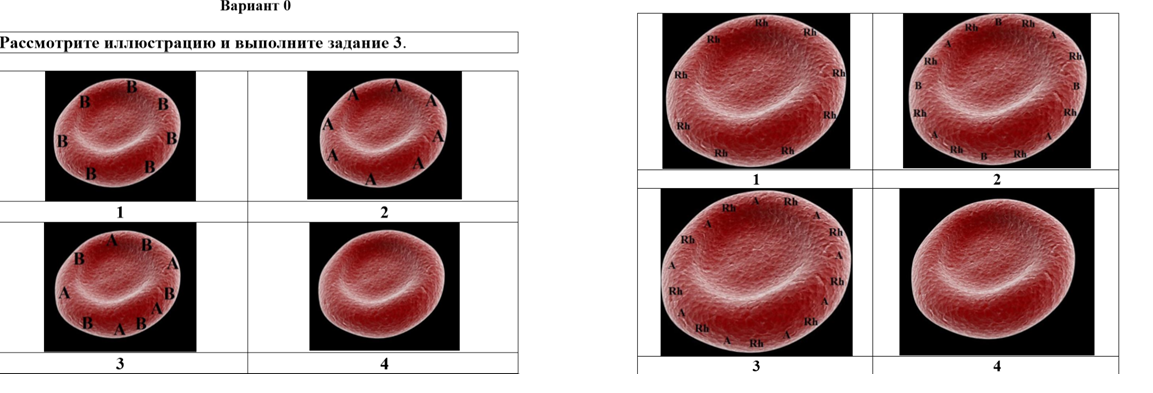 Вариант 0
Рассмотрите иллюстрацию и выполните задание 3.
B B B B B B B B
A A A A A A A A
1 2
A B B A A B A B A B
3 4
Rh Rh Rh Rh Rh Rh Rh Rh Rh
B Rh Rh A A Rh Rh B B Rh Rh A A Rh B Rh
1 2
A Rh Rh A A Rh Rh A A Rh Rh A A Rh Rh A A Rh
3 4